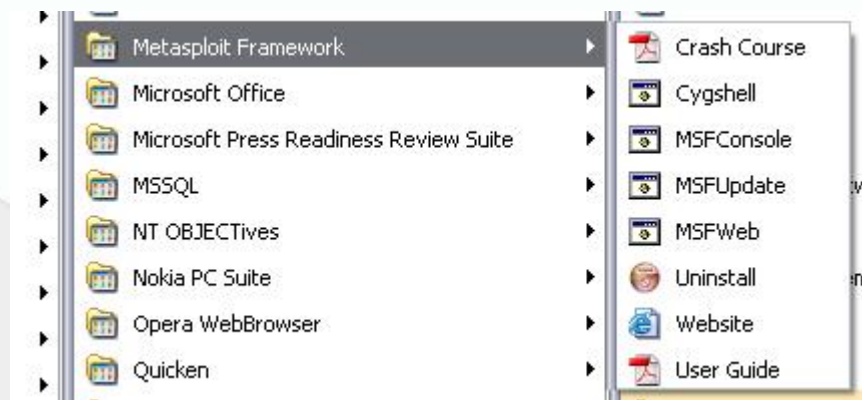 Metasploit Framework
Microsoft Office
Microsoft Press Readiness Review Suite
MSSQL
NT OBJECTives
Nokia PC Suite
Opera WebBrowser
Quicken
Crash Course
Cygshell
MSFConsole
MSFUpdate
MSFWeb
Uninstall
Website
User Guide